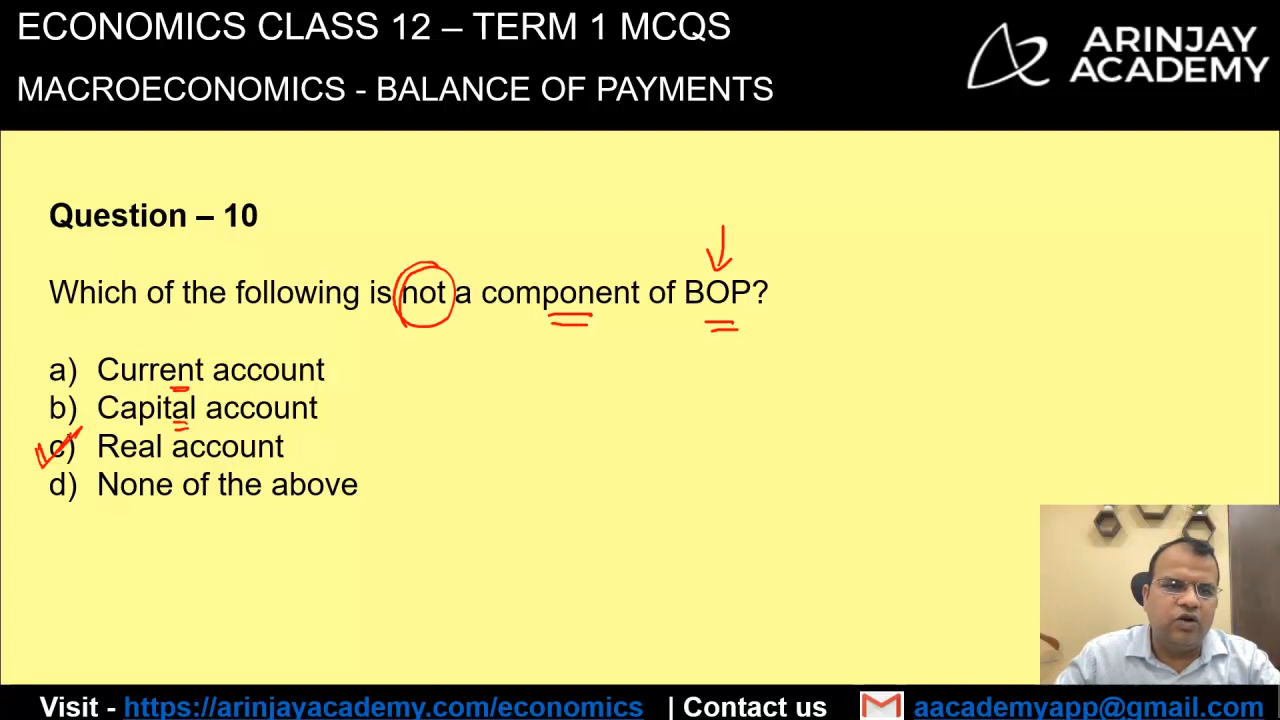 ECONOMICS CLASS 12 – TERM 1 MCQS
MACROECONOMICS - BALANCE OF PAYMENTS
ARINJAY
ACADEMY
Question – 10
Which of the following is not a component of BOP?
a) Current account
b) Capital account
c) Real account
d) None of the above
Visit - https://arinjayacademy.com/economics | Contact us aacademyapp@gmail.com